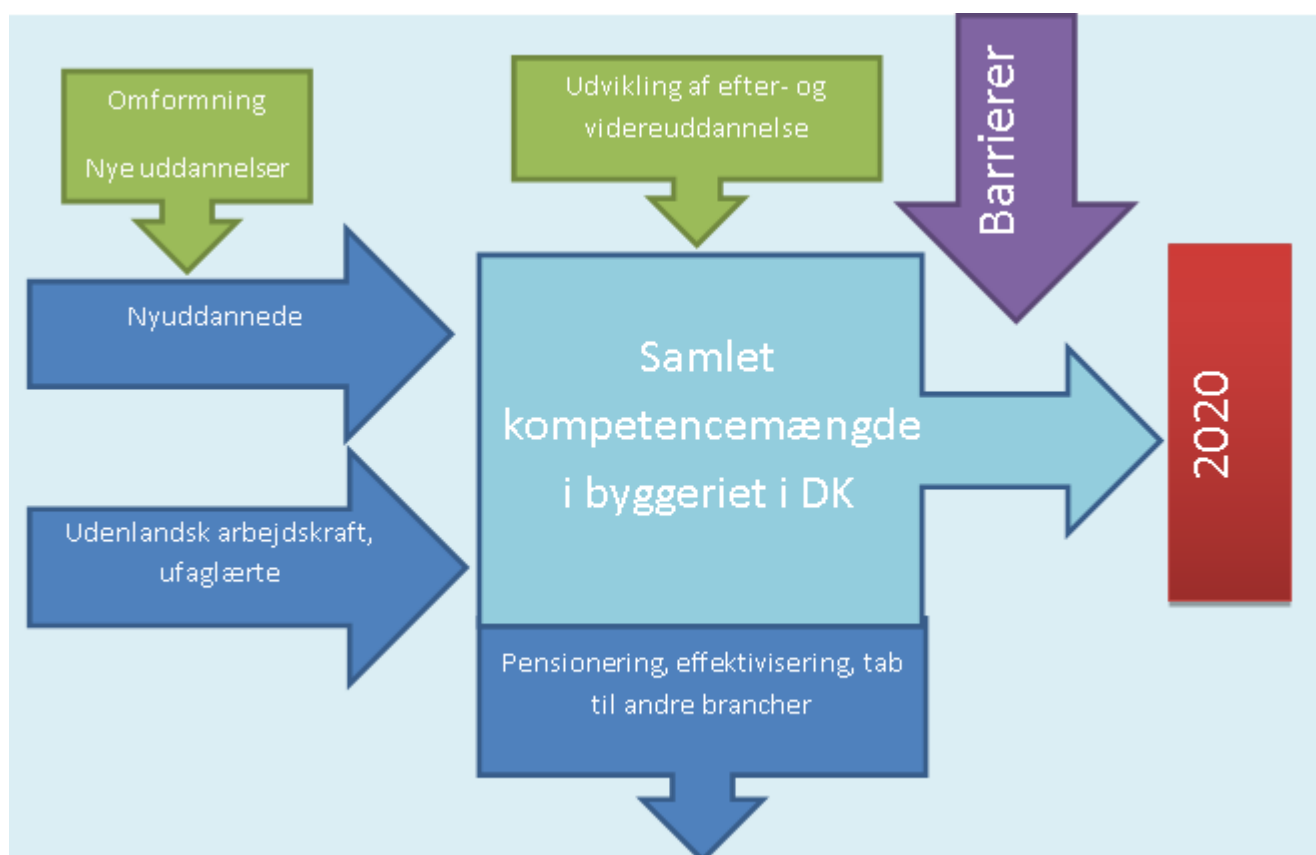 Omformning
Nye uddannelser
Udvikling af efter- og
videreuddannelse
Barrierer
Nyuddannede
Samlet
kompetencemængde
i byggeriet i DK
2020
Udenlandsk arbejdskraft,
ufaglærte
Pensionering, effektivisering, tab
til andre brancher